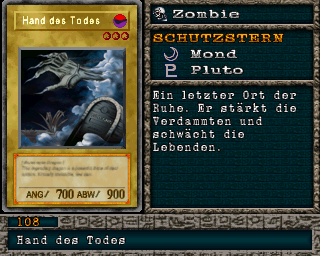 Hand des Todes
ANG/ 700 ABW/ 900
Zombie
SCHUTZSTERN
Mond
Pluto
Ein letzter Ort der
Ruhe. Er stärkt die
Verdammten und
schwächt die
Lebenden.
108
Hand des Todes